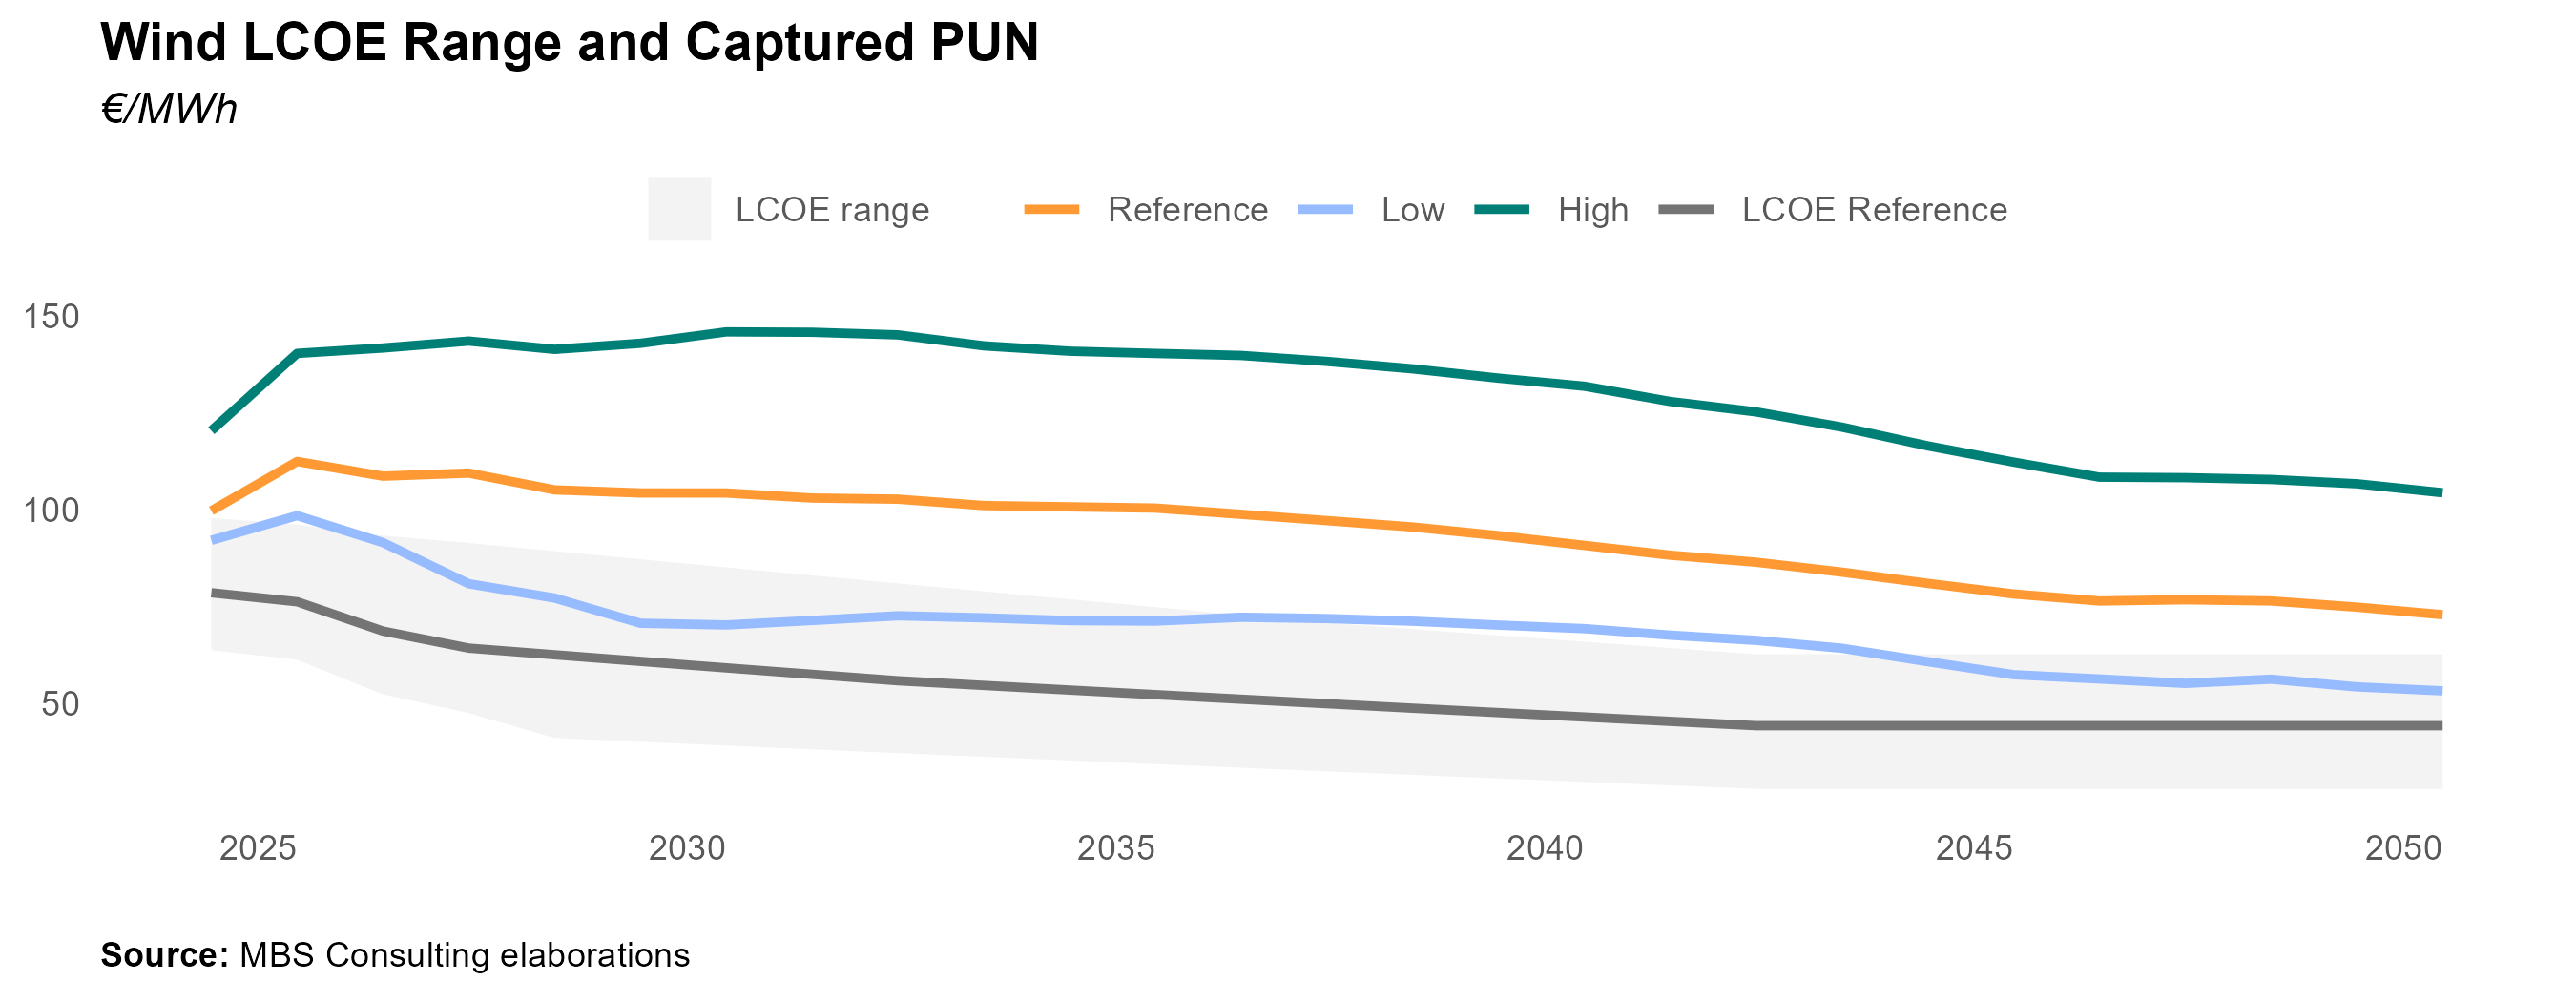 Wind LCOE Range and Captured PUN
€/MWh
LCOE range Reference Low High LCOE Reference
150
100
50
2025 2030 2035 2040 2045 2050
Source: MBS Consulting elaborations